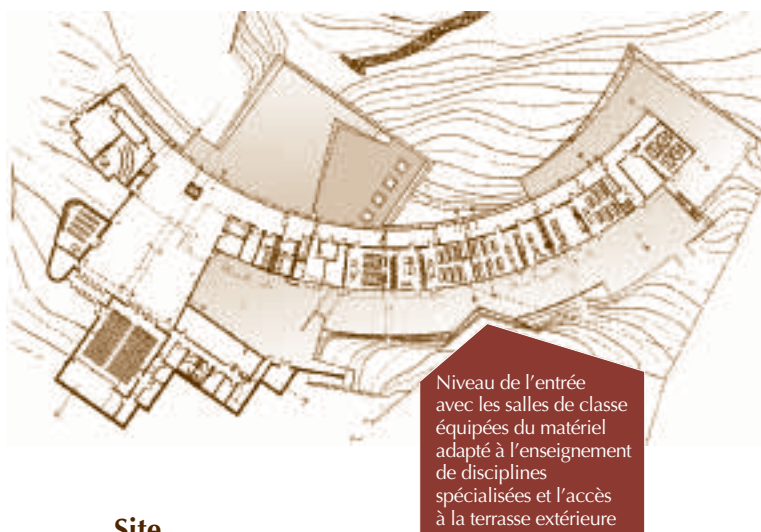 Niveau de l’entrée
avec les salles de classe
équipées du matériel
adapté à l’enseignement
de disciplines
spécialisées et l’accès
à la terrasse extérieure
Site